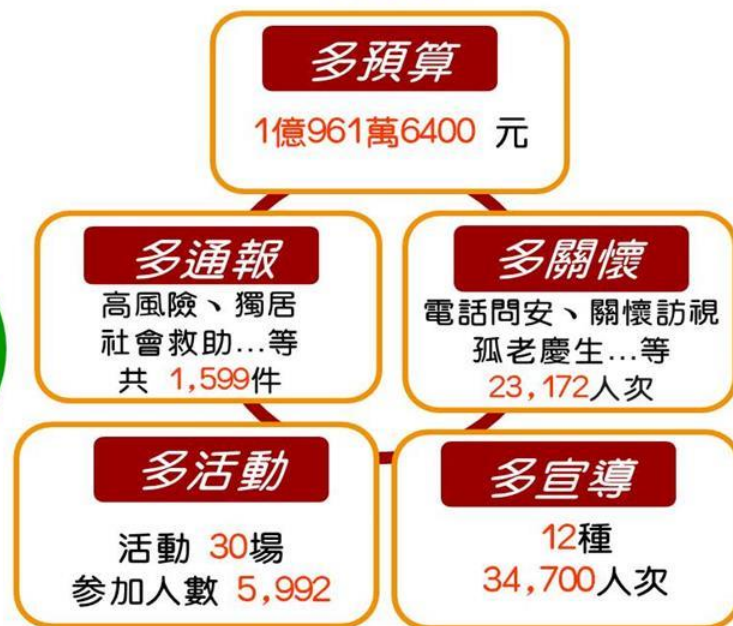 多預算
1億961萬6400 元
多通報
高風險、獨居
社會救助...等
共 1,599件
多關懷
電話問安、關懷訪視
孤老慶生...等
23,172人次
多活動
活動 30場
參加人數 5,992
多宣導
12種
34,700人次